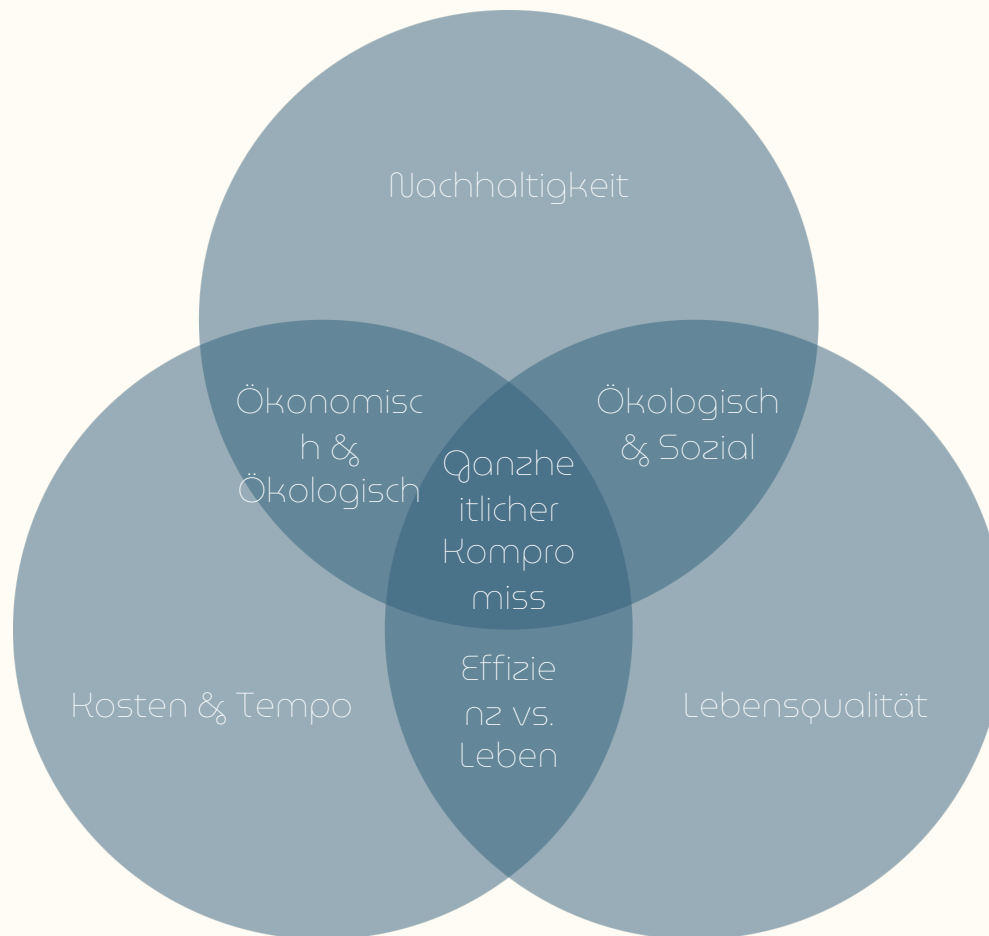 Nachhaltigkeit
Ökonomisc
h &
Ökologisch
Ökologisch
& Sozial
Ganzhe
itlicher
Kompro
miss
Effizie
nz vs.
Leben
Kosten & Tempo
Lebensqualität